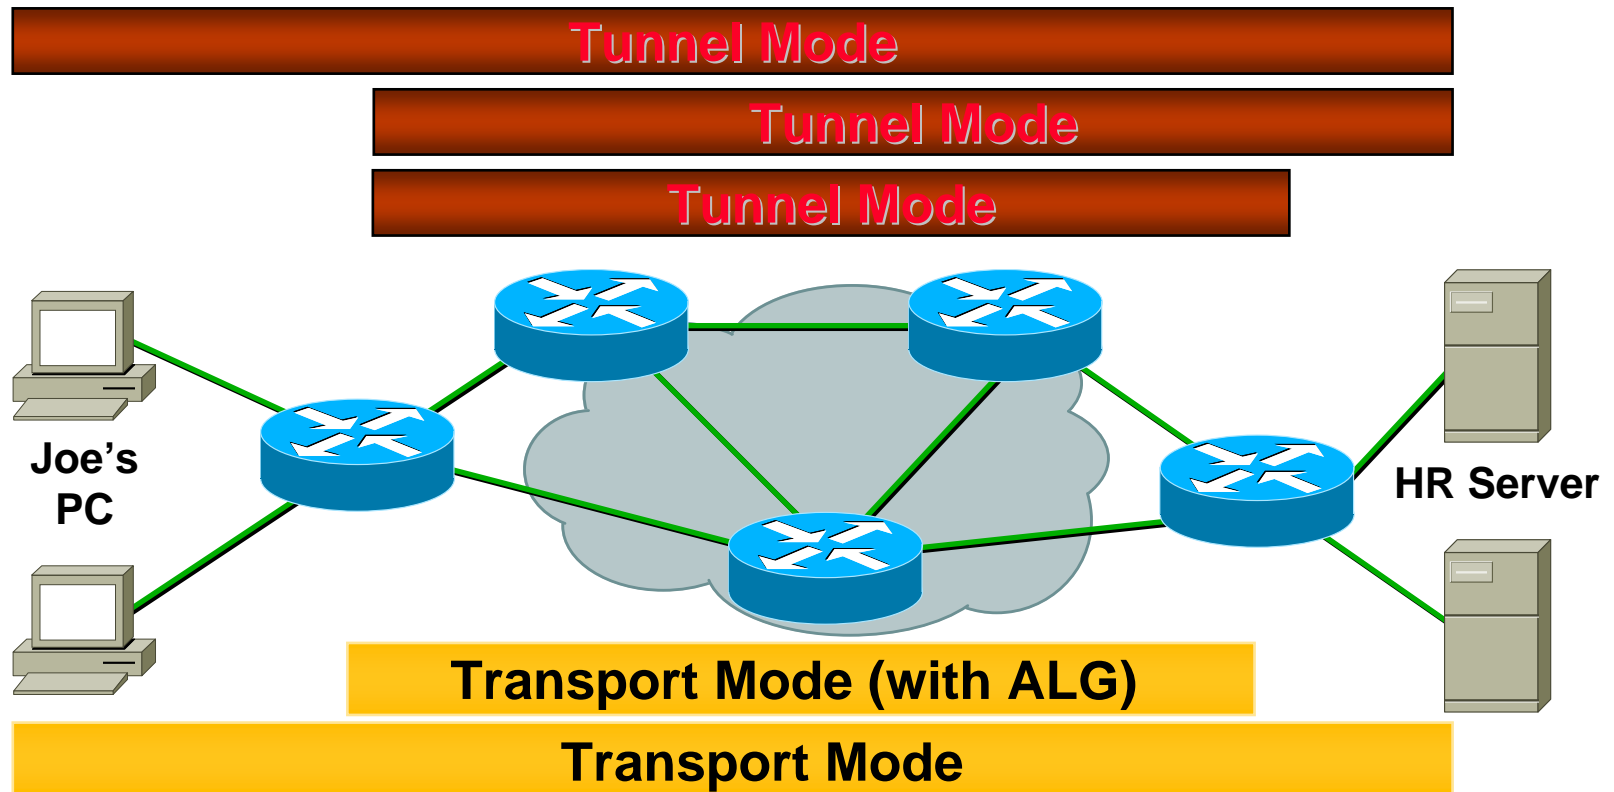 Tunnel Mode
Tunnel Mode
Tunnel Mode
Joe's
PC
HR Server
Transport Mode (with ALG)
Transport Mode